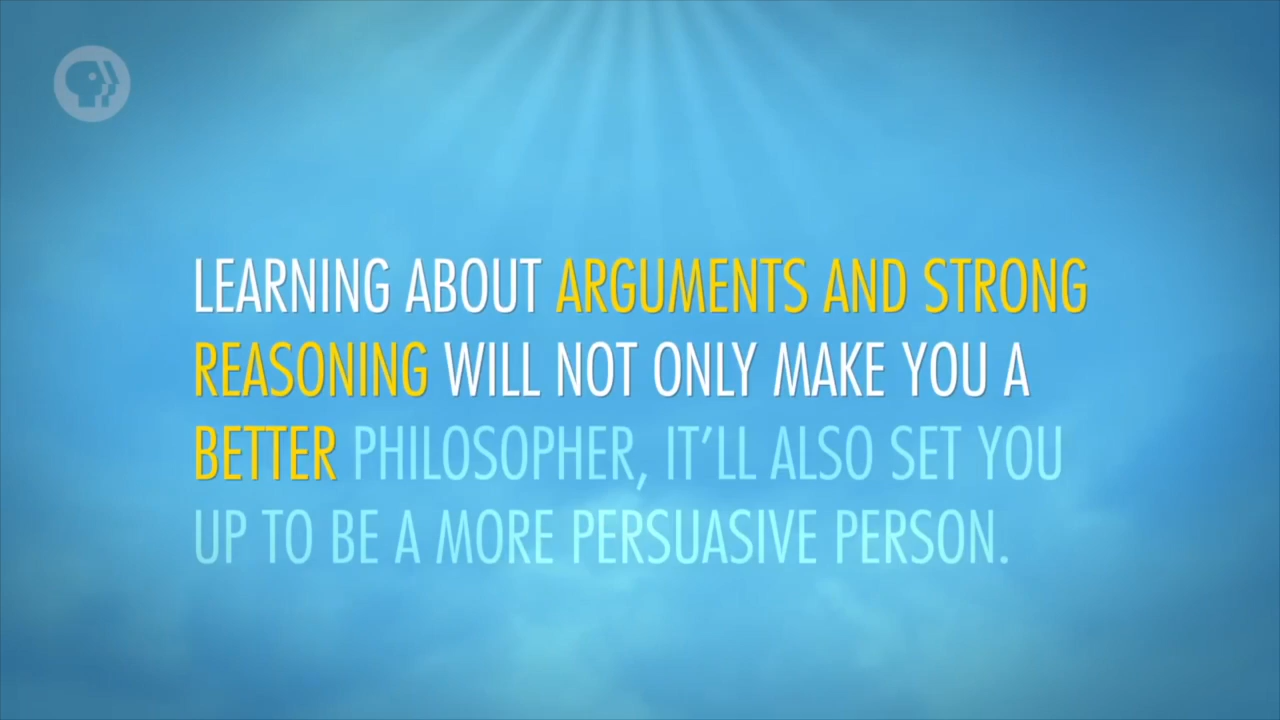 LEARNING ABOUT ARGUMENTS AND STRONG
REASONING WILL NOT ONLY MAKE YOU A
BETTER PHILOSOPHER, IT'LL ALSO SET YOU
UP TO BE A MORE PERSUASIVE PERSON.